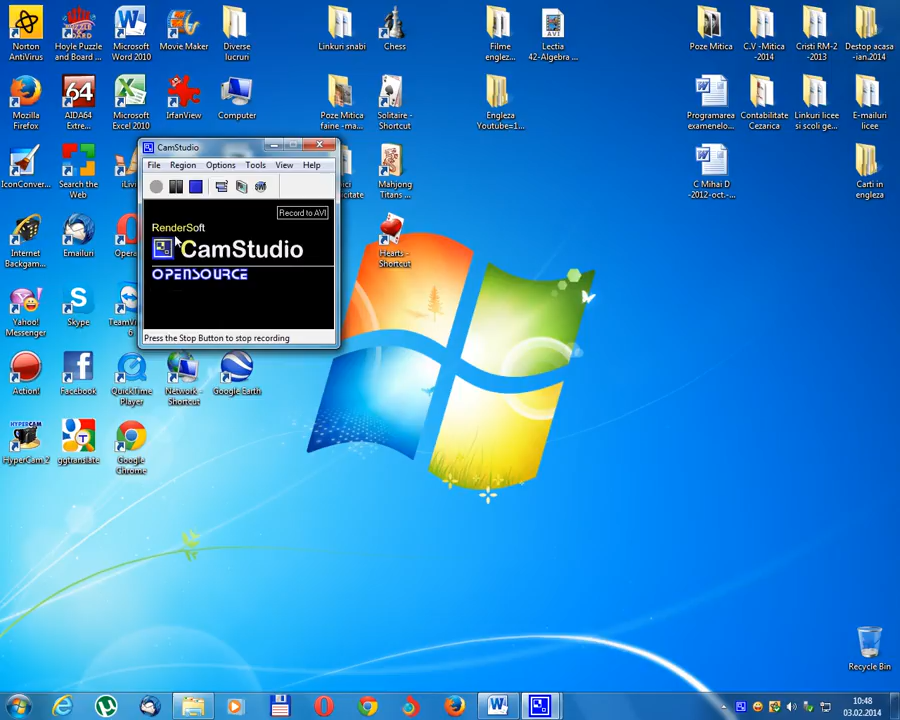 Norton AntiVirus
Hoyle Puzzle and Board ...
Microsoft Word 2010
Movie Maker
Diverse lucruri
Linkuri snabi
Chess
Filme englez...
Lectia 42-Algebra ...
Poze Mitica
C.V -Mitica -2014
Cristi RM-2 -2013
Destop acasa -ian.2014
Mozilla Firefox
AIDA64 Extre...
Microsoft Excel 2010
IrfanView
Computer
Poze Mitica faine -ma...
Solitaire - Shortcut
Engleza Youtube=1...
Programarea examenelo...
Contabilitate Cezarica
Linkuri licee si scoli ge...
E-mailuri licee
CamStudio
File Region Options Tools View Help
Record to AVI
RenderSoft
CamStudio
OPENSOURCE
Press the Stop Button to stop recording
IconConver...
Search the Web
iLivi
Mahjong Titans ...
C Mihai D -2012-oct.-...
Carti in engleza
Internet Backgam...
Emailuri
Opera
Hearts - Shortcut
Yahoo! Messenger
Skype
TeamV
6
Action!
Facebook
QuickTime Player
Network - Shortcut
Google Earth
HyperCam 2
ggtranslate
Google Chrome
Recycle Bin
10:48
03.02.2014